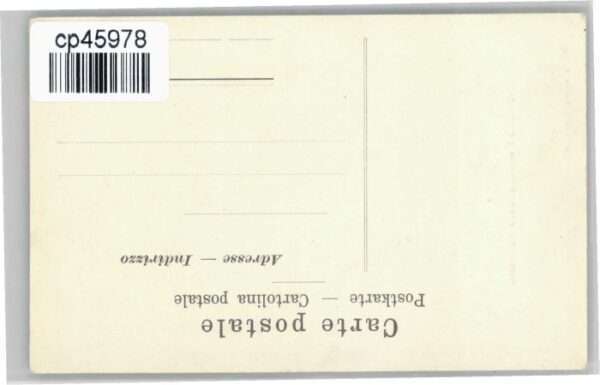 cp45978
Carte postale
Postkarte — Cartolina postale
Adresse — Indirizzo